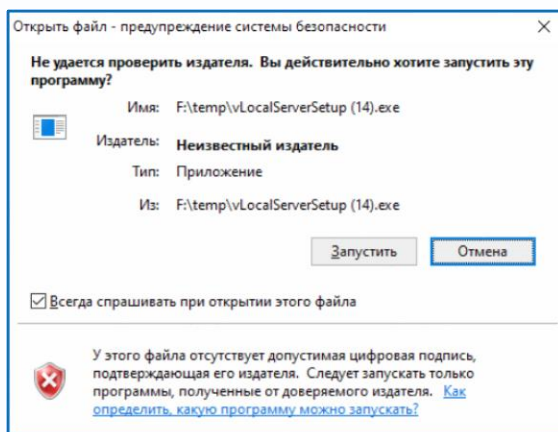 Открыть файл - предупреждение системы безопасности
Не удается проверить издателя. Вы действительно хотите запустить эту
программу?
Имя: F:\temp\vLocalServerSetup (14).exe
Издатель: Неизвестный издатель
Тип: Приложение
Из: F:\temp\vLocalServerSetup (14).exe
Запустить Отмена
Всегда спрашивать при открытии этого файла
У этого файла отсутствует допустимая цифровая подпись,
подтверждающая его издателя. Следует запускать только
программы, полученные от доверяемого издателя. Как
определить, какую программу можно запускать?